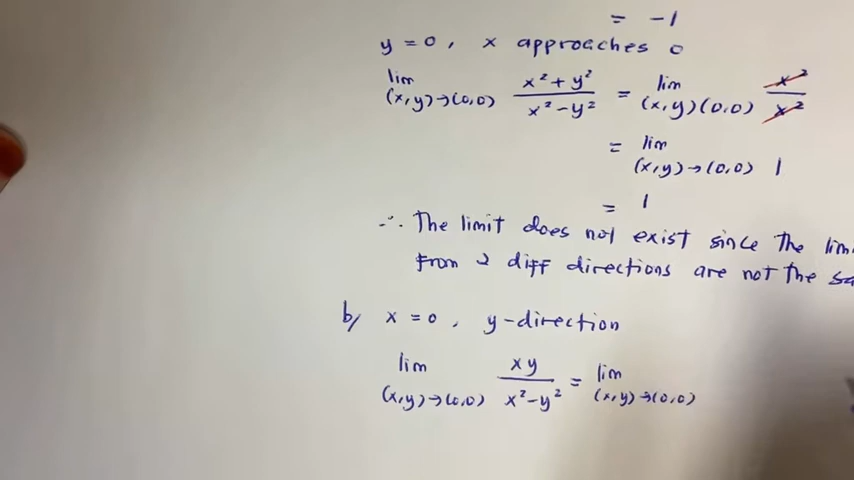 = -1
y = 0, x approaches 0
lim (x,y)→(0,0) x²+y² / x²-y² = lim (x,y)(0,0) x² / x²
= lim (x,y)→(0,0) 1
= 1
∴ The limit does not exist since the lim
from 2 diff directions are not the sa
b/ x = 0, y-direction
lim (x,y)→(0,0) xy / x²-y² = lim (x,y)→(0,0)